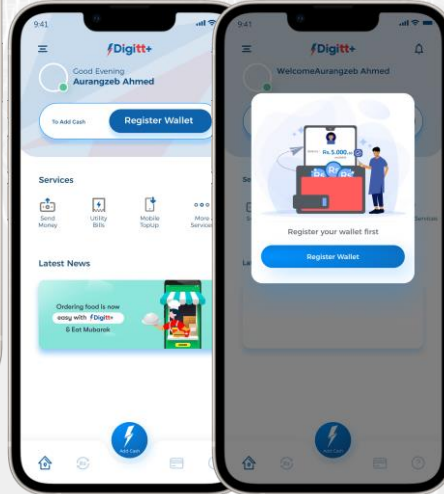 9:41
Digitt+
Good Evening
Aurangzeb Ahmed
To Add Cash
Register Wallet
Services
Send
Money
Utility
Bills
Mobile
TopUp
More
Services
Latest News
Ordering food is now
easy with Digitt+
& Eat Mubarak
Add Cash
9:41
Digitt+
WelcomeAurangzeb Ahmed
Rs.5,000.
Register your wallet first
Register Wallet
Services
Add Cash